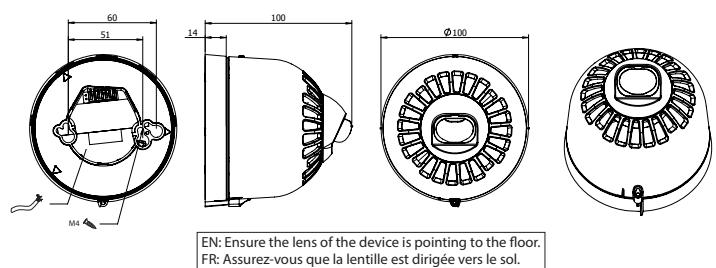 60
51
100
14
Ø100
M4
EN: Ensure the lens of the device is pointing to the floor.
FR: Assurez-vous que la lentille est dirigée vers le sol.